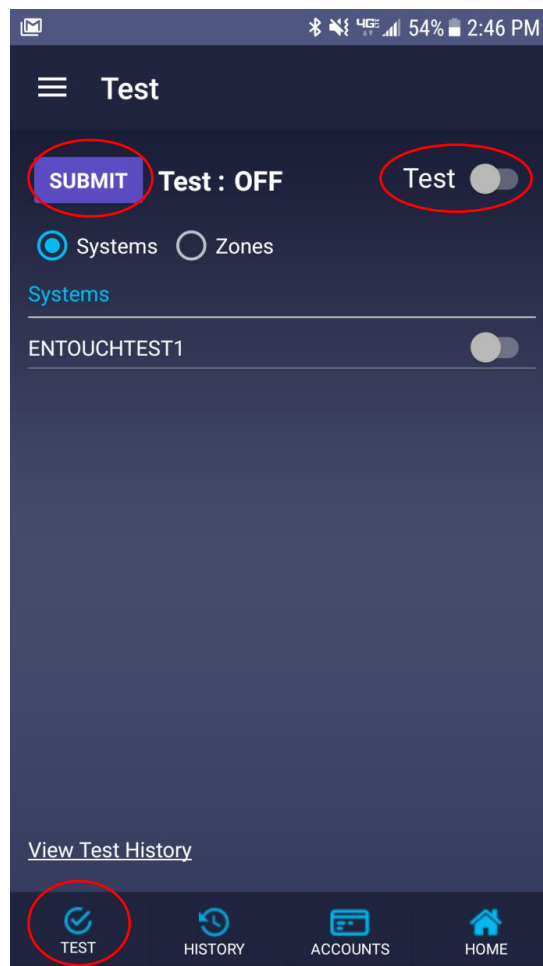 4GE 54% 2:46 PM
Test
SUBMIT Test : OFF Test
Systems Zones
Systems
ENTOUCHTEST1
View Test History
TEST HISTORY ACCOUNTS HOME